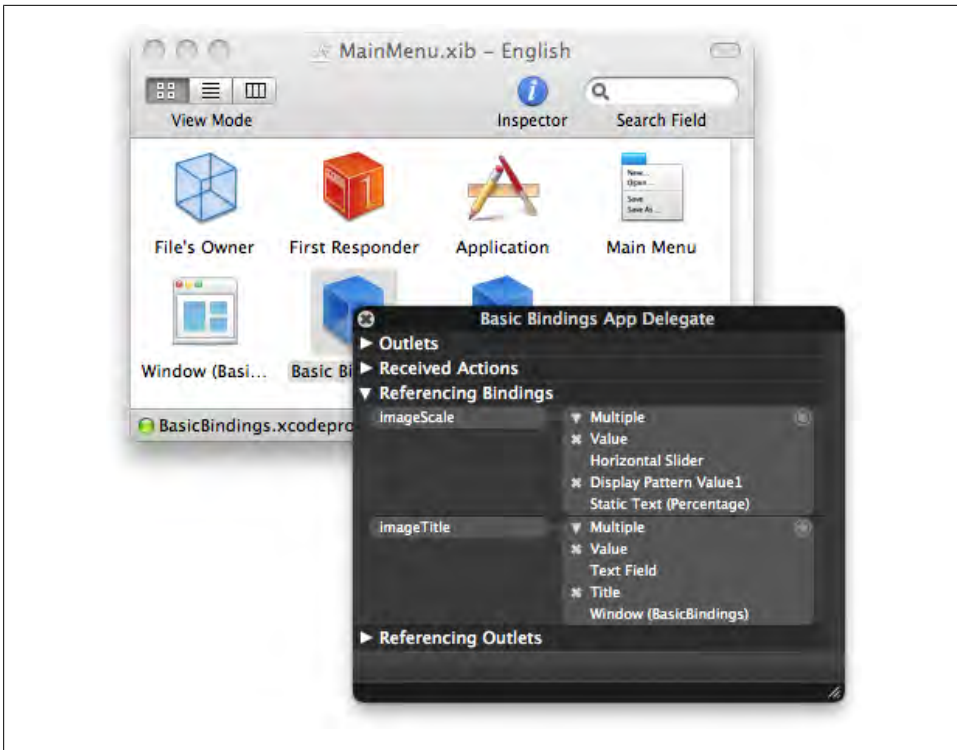 MainMenu.xib – English
View Mode
Inspector
Search Field
New...
Open...
Save
Save As...
1
File's Owner
First Responder
Application
Main Menu
Window (Basi...
Basic Bi
BasicBindings.xcodepro
Basic Bindings App Delegate
Outlets
Received Actions
Referencing Bindings
imageScale
Multiple
Value
Horizontal Slider
Display Pattern Value1
Static Text (Percentage)
imageTitle
Multiple
Value
Text Field
Title
Window (BasicBindings)
Referencing Outlets